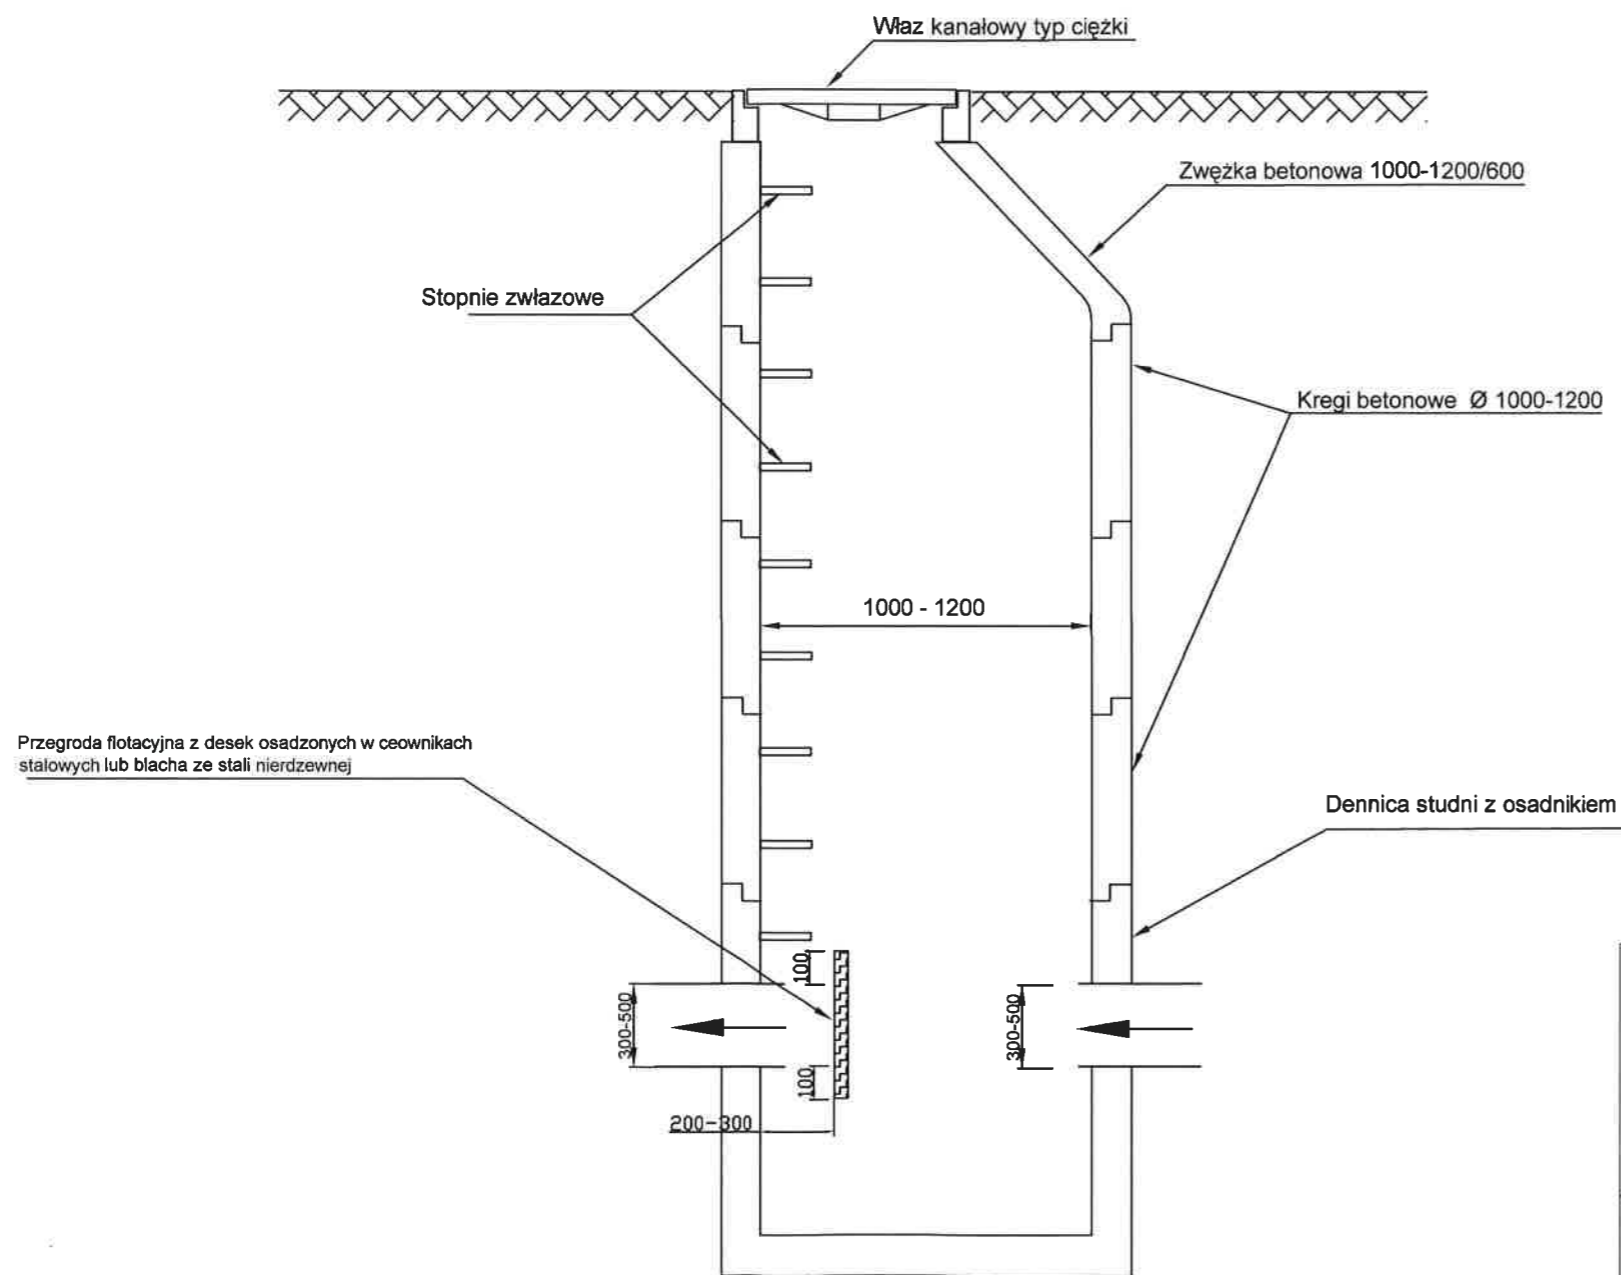 Właz kanałowy typ ciężki
Zwężka betonowa 1000-1200/600
Stopnie zwłazowe
Kregi betonowe Ø 1000-1200
1000 - 1200
Przegroda flotacyjna z desek osadzonych w ceownikach
stalowych lub blacha ze stali nierdzewnej
Dennica studni z osadnikiem
100
300-500
300-500
100
200-300